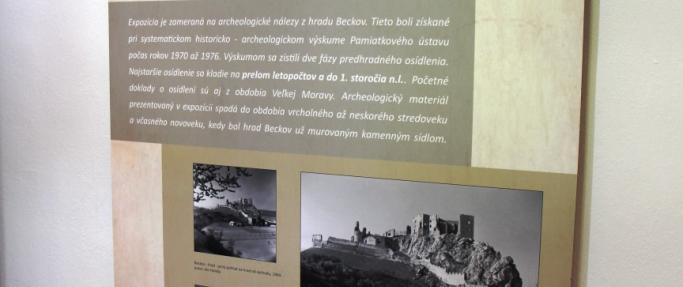 Expozícia je zameraná na archeologické nálezy z hradu Beckov. Tieto boli získané
pri systematickom historicko - archeologickom výskume Pamiatkového ústavu
počas rokov 1970 až 1976. Výskumom sa zistili dve fázy predhradného osídlenia.
Najstaršie osídlenie sa kladie na prelom letopočtov a do 1. storočia n.l.. Početné
doklady o osídlení sú aj z obdobia Veľkej Moravy. Archeologický materiál
prezentovaný v expozícii spadá do obdobia vrcholného až neskorého stredoveku
a včasného novoveku, kedy bol hrad Beckov už murovaným kamenným sídlom.